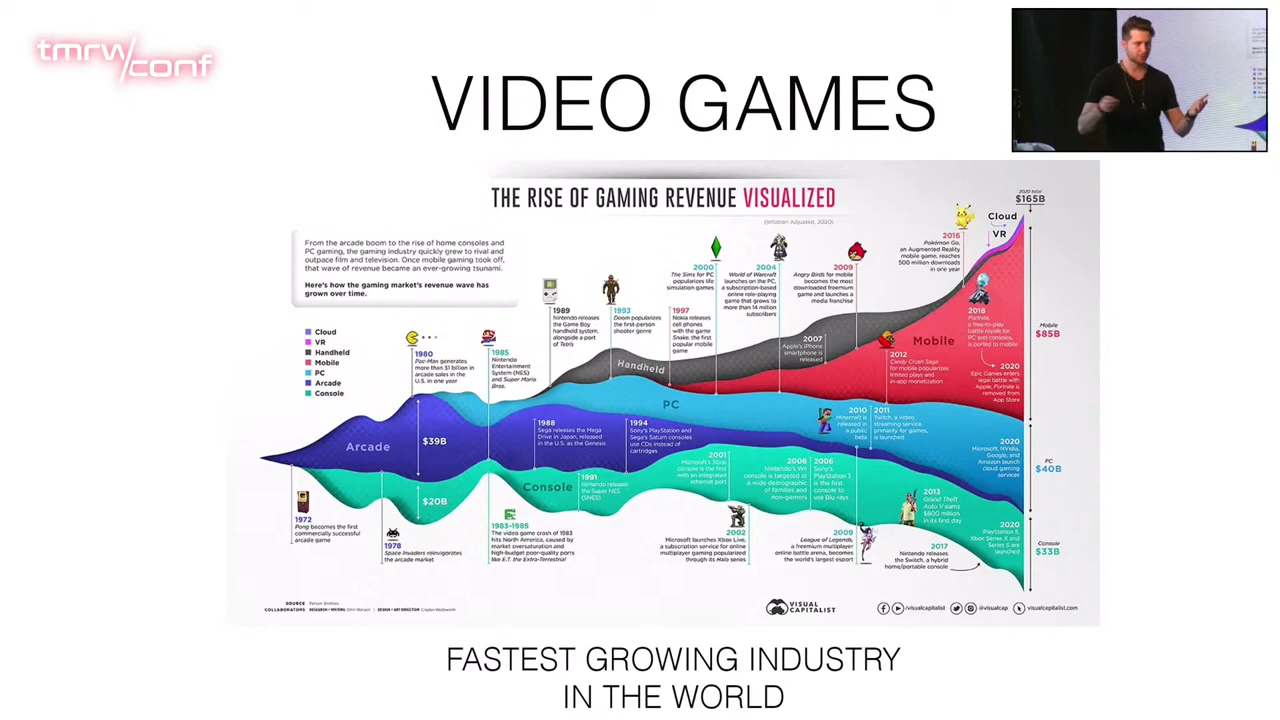 tmrw/conf
VIDEO GAMES
THE RISE OF GAMING REVENUE VISUALIZED
(Inflation Adjusted, 2020)
From the arcade boom to the rise of home consoles and
PC gaming, the gaming industry quickly grew to rival and
outpace film and television. Once mobile gaming took off,
that wave of revenue became an ever-growing tsunami.
Here's how the gaming market's revenue wave has
grown over time.
Cloud
VR
Handheld
Mobile
PC
Arcade
Console
1980
Pac-Man generates
more than $1 billion in
arcade sales in the
U.S. in one year
1985
Nintendo
Entertainment
System (NES)
and Super Mario
Bros.
1989
Nintendo releases
the Game Boy
handheld system,
alongside a port
of Tetris
1993
Doom popularizes
the first-person
shooter genre
1997
Nokia releases
cell phones
with the game
Snake, the first
popular mobile
game
2000
The Sims for PC
popularizes life
simulation games
2004
World of Warcraft
launches on the PC,
a subscription-based
online role-playing
game that grows to
more than 14 million
subscribers
2009
Angry Birds for mobile
becomes the most
downloaded freemium
game and launches a
media franchise
2007
Apple's iPhone
smartphone is
released
2016
Pokémon Go,
an Augmented Reality
mobile game, reaches
500 million downloads
in one year
Cloud
VR
2020 total
$165B
2018
Fortnite,
a free-to-play
battle royale for
PC and consoles,
is ported to mobile
2012
Candy Crush Saga
for mobile popularizes
limited plays and
in-app monetization
2020
Epic Games enters
legal battle with
Apple, Fortnite is
removed from
App Store
Mobile
$85B
Handheld
Mobile
PC
Arcade
$39B
Console
$20B
1988
Sega releases the Mega
Drive in Japan, released
in the U.S. as the Genesis
1994
Sony's PlayStation and
Sega's Saturn consoles
use CDs instead of
cartridges
2010
Minecraft is
released in
a public
beta
2011
Twitch, a video
streaming service
primarily for games,
is launched
2020
Microsoft, NVidia,
Google, and
Amazon launch
cloud gaming
services
PC
$40B
1991
Nintendo releases
the Super NES
(SNES)
2001
Microsoft's Xbox
console is the first
with an integrated
ethernet port
2006
Nintendo's Wii
console is targeted at
a wide demographic
of families and
non-gamers
2006
Sony's
PlayStation 3
is the first
console to
use Blu-rays
2013
Grand Theft
Auto V earns
$800 million
in its first day
2020
PlayStation 5,
Xbox Series X and
Series S are
launched
Console
$33B
1972
Pong becomes the first
commercially successful
arcade game
1978
Space Invaders reinvigorates
the arcade market
1983-1985
The video game crash of 1983
hits North America, caused by
market oversaturation and
high-budget poor-quality ports
like E.T. the Extra-Terrestrial
2002
Microsoft launches Xbox Live,
a subscription service for online
multiplayer gaming popularized
through its Halo series
2009
League of Legends,
a freemium multiplayer
online battle arena, becomes
the world's largest esport
2017
Nintendo releases
the Switch, a hybrid
home/portable console
SOURCE Pelham Smithers
COLLABORATORS RESEARCH + WRITING Omri Wallach | DESIGN + ART DIRECTION Clayton Wadsworth
VISUAL
CAPITALIST
/visualcapitalist
@visualcap
visualcapitalist.com
FASTEST GROWING INDUSTRY
IN THE WORLD